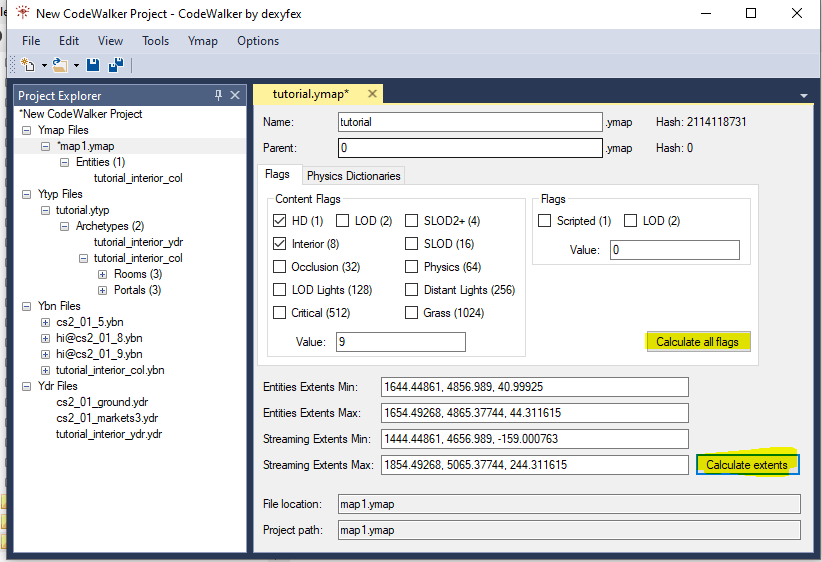 New CodeWalker Project - CodeWalker by dexyfex
File Edit View Tools Ymap Options
Project Explorer
*New CodeWalker Project
Ymap Files
*map1.ymap
Entities (1)
tutorial_interior_col
Ytyp Files
tutorial.ytyp
Archetypes (2)
tutorial_interior_ydr
tutorial_interior_col
Rooms (3)
Portals (3)
Ybn Files
cs2_01_5.ybn
hi@cs2_01_8.ybn
hi@cs2_01_9.ybn
tutorial_interior_col.ybn
Ydr Files
cs2_01_ground.ydr
cs2_01_markets3.ydr
tutorial_interior_ydr.ydr
tutorial.ymap*
Name: tutorial .ymap Hash: 2114118731
Parent: 0 .ymap Hash: 0
Flags Physics Dictionaries
Content Flags
HD (1) LOD (2) SLOD2+ (4)
Interior (8) SLOD (16)
Occlusion (32) Physics (64)
LOD Lights (128) Distant Lights (256)
Critical (512) Grass (1024)
Value: 9
Flags
Scripted (1) LOD (2)
Value: 0
Calculate all flags
Entities Extents Min: 1644.44861, 4856.989, 40.99925
Entities Extents Max: 1654.49268, 4865.37744, 44.311615
Streaming Extents Min: 1444.44861, 4656.989, -159.000763
Streaming Extents Max: 1854.49268, 5065.37744, 244.311615
Calculate extents
File location: map1.ymap
Project path: map1.ymap